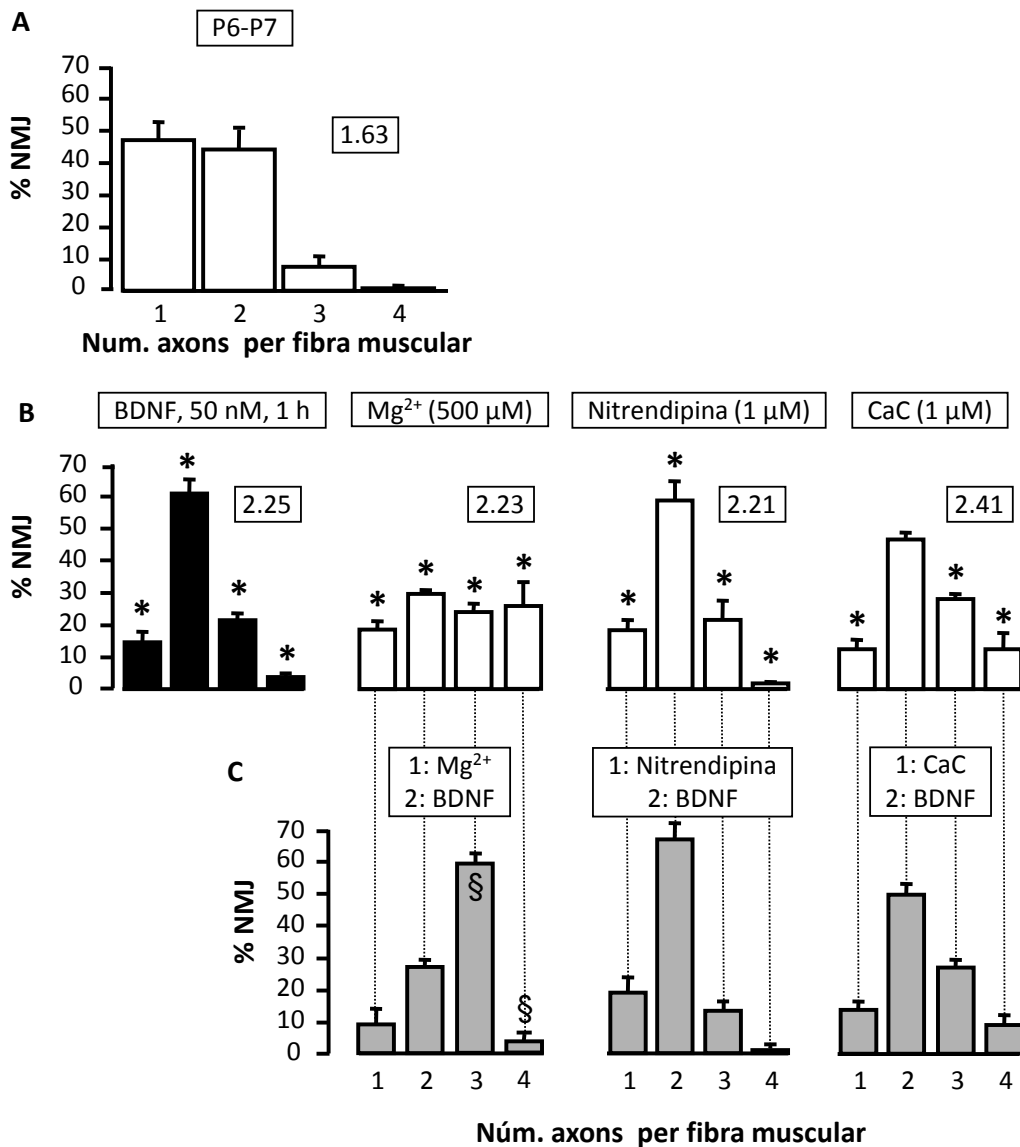 A
P6-P7
70
60
50
40
30
20
10
0
% NMJ
1.63
1 2 3 4
Num. axons per fibra muscular
B
BDNF, 50 nM, 1 h
Mg²⁺ (500 µM)
Nitrendipina (1 µM)
CaC (1 µM)
70
60
50
40
30
20
10
0
% NMJ
2.25
2.23
2.21
2.41
* * * *
* * * *
* * * *
* * *
C
1: Mg²⁺
2: BDNF
1: Nitrendipina
2: BDNF
1: CaC
2: BDNF
70
60
50
40
30
20
10
0
% NMJ
§
§
1 2 3 4 1 2 3 4 1 2 3 4
Núm. axons per fibra muscular